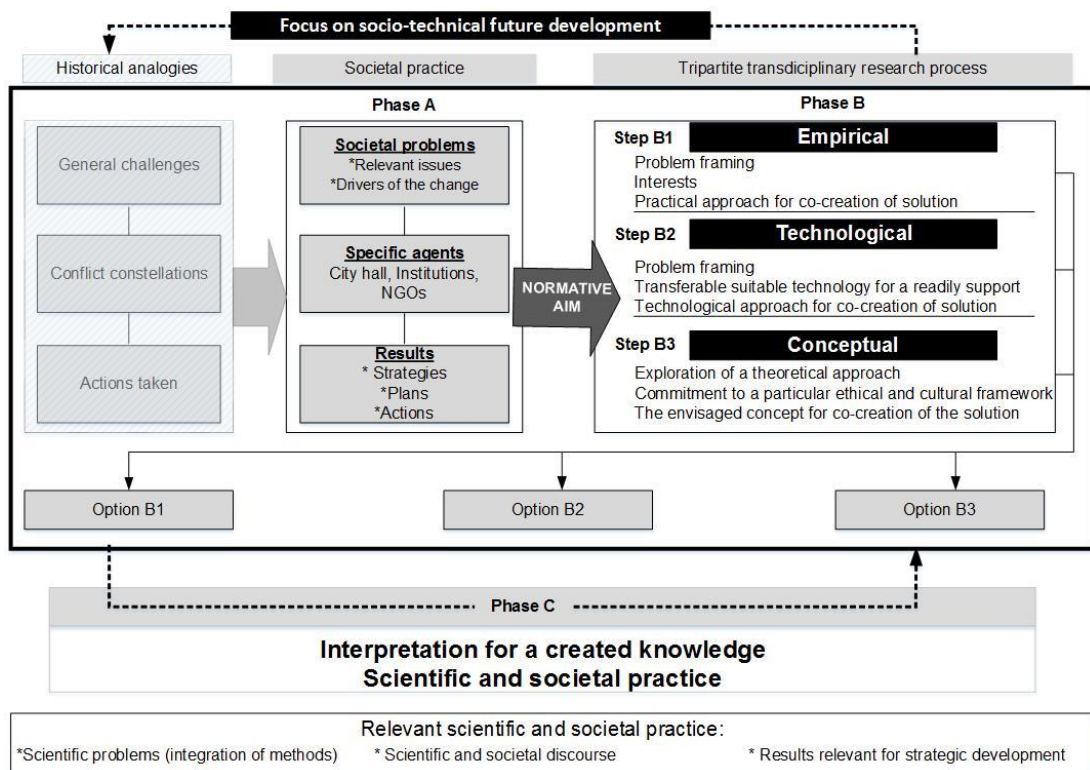 Focus on socio-technical future development
Historical analogies
Societal practice
Tripartite transdiciplinary research process
General challenges
Conflict constellations
Actions taken
Phase A
Societal problems
*Relevant issues
*Drivers of the change
Specific agents
City hall, Institutions,
NGOs
Results
* Strategies
*Plans
*Actions
NORMATIVE
AIM
Phase B
Step B1
Empirical
Problem framing
Interests
Practical approach for co-creation of solution
Step B2
Technological
Problem framing
Transferable suitable technology for a readily support
Technological approach for co-creation of solution
Step B3
Conceptual
Exploration of a theoretical approach
Commitment to a particular ethical and cultural framework
The envisaged concept for co-creation of the solution
Option B1
Option B2
Option B3
Phase C
Interpretation for a created knowledge
Scientific and societal practice
Relevant scientific and societal practice:
*Scientific problems (integration of methods)
* Scientific and societal discourse
* Results relevant for strategic development